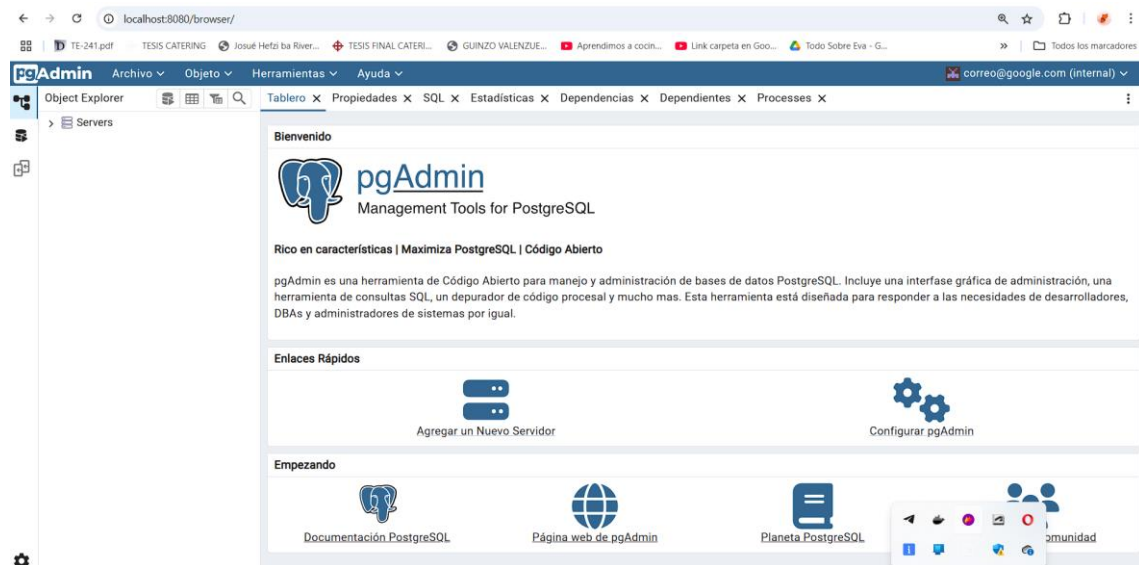 localhost:8080/browser/
TE-241.pdf TESIS CATERING Josué Hefzi ba River... TESIS FINAL CATERI... GUINZO VALENZUE... Aprendimos a cocin... Link carpeta en Goo... Todo Sobre Eva - G... » Todos los marcadores
pgAdmin Archivo Objeto Herramientas Ayuda correo@google.com (internal)
Object Explorer Tablero Propiedades SQL Estadísticas Dependencias Dependientes Processes
Servers
Bienvenido
pgAdmin
Management Tools for PostgreSQL
Rico en características | Maximiza PostgreSQL | Código Abierto
pgAdmin es una herramienta de Código Abierto para manejo y administración de bases de datos PostgreSQL. Incluye una interfase gráfica de administración, una
herramienta de consultas SQL, un depurador de código procesal y mucho mas. Esta herramienta está diseñada para responder a las necesidades de desarrolladores,
DBAs y administradores de sistemas por igual.
Enlaces Rápidos
Agregar un Nuevo Servidor Configurar pgAdmin
Empezando
Documentación PostgreSQL Página web de pgAdmin Planeta PostgreSQL omunidad